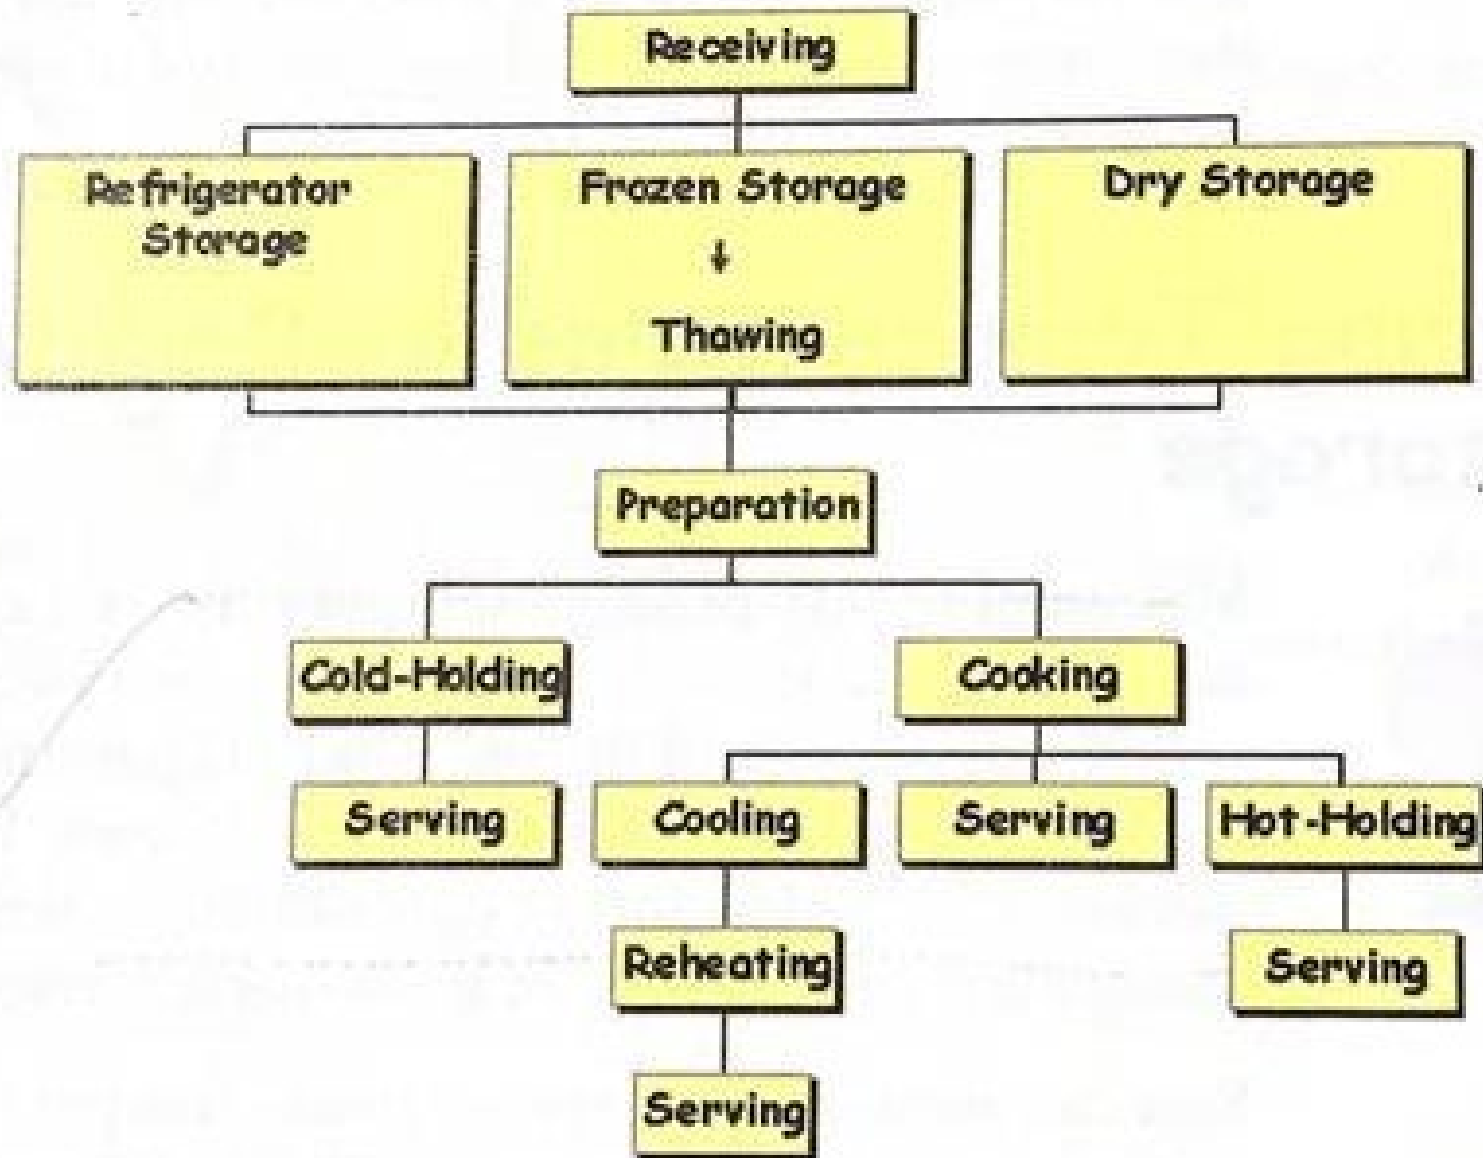 Receiving
Refrigerator
Storage
Frozen Storage
↓
Thawing
Dry Storage
Preparation
Cold-Holding
Cooking
Serving
Cooling
Serving
Hot-Holding
Reheating
Serving
Serving